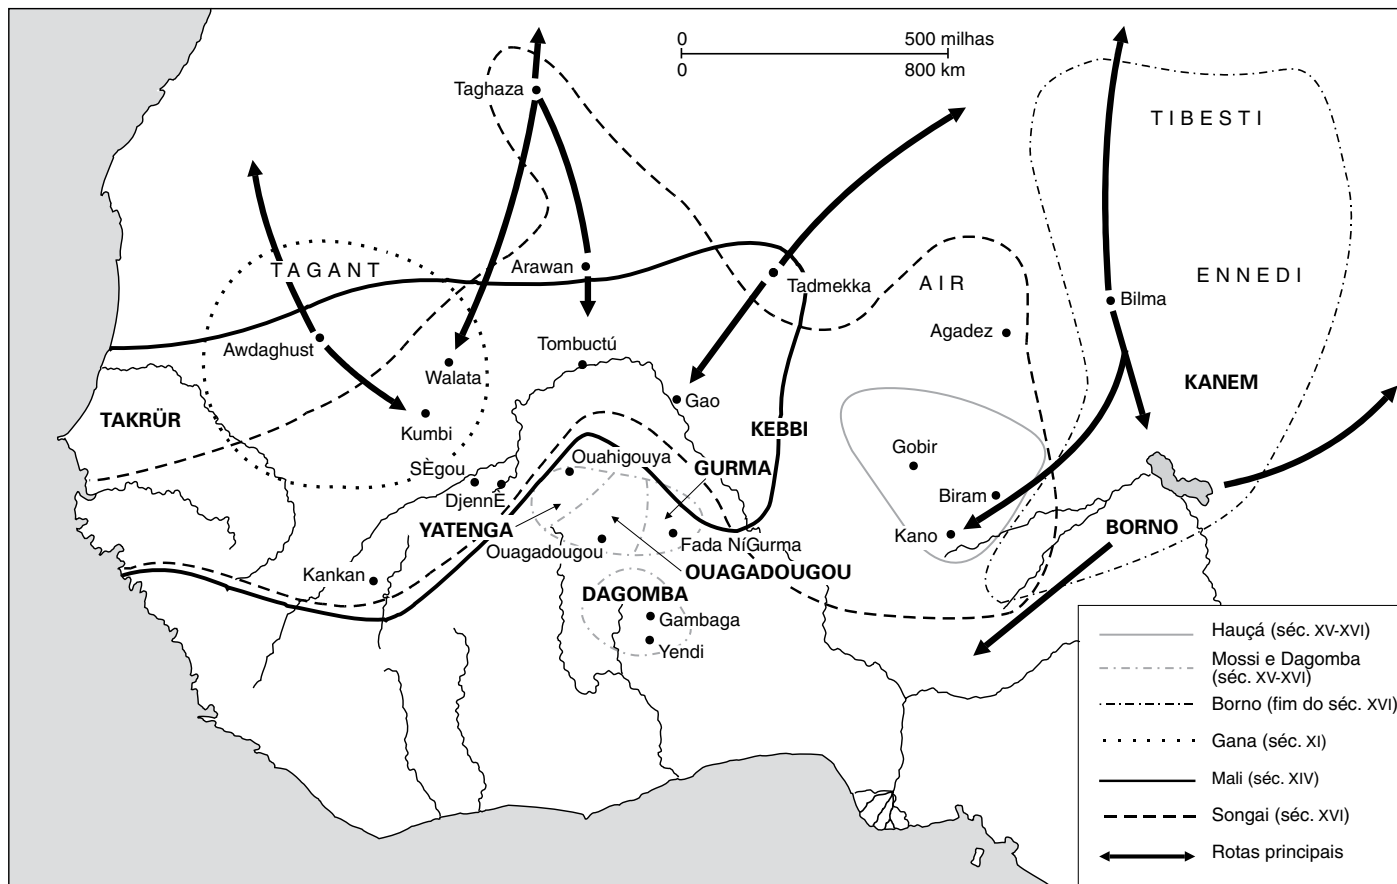 0
500 milhas
0
800 km
Taghaza
TIBESTI
TAGANT
Arawan
Tadmekka
AIR
ENNEDI
Bilma
Agadez
Awdaghust
Walata
Tombuctú
KANEM
Gao
TAKRÜR
Kumbi
KEBBI
Gobir
Ouahigouya
GURMA
SÈgou
DjennÈ
Biram
YATENGA
Kano
BORNO
Ouagadougou
Fada NíGurma
OUAGADOUGOU
Kankan
DAGOMBA
Gambaga
Yendi
Hauçá (séc. XV-XVI)
Mossi e Dagomba
(séc. XV-XVI)
Borno (fim do séc. XVI)
Gana (séc. XI)
Mali (séc. XIV)
Songai (séc. XVI)
Rotas principais